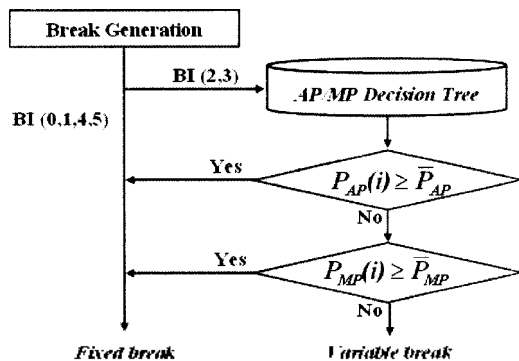 Break Generation
BI (2,3)
AP/MP Decision Tree
BI (0,1,4.5)
Yes
P_AP(i) ≥ P̅_AP
No
Yes
P_MP(i) ≥ P̅_MP
No
Fixed break
Variable break